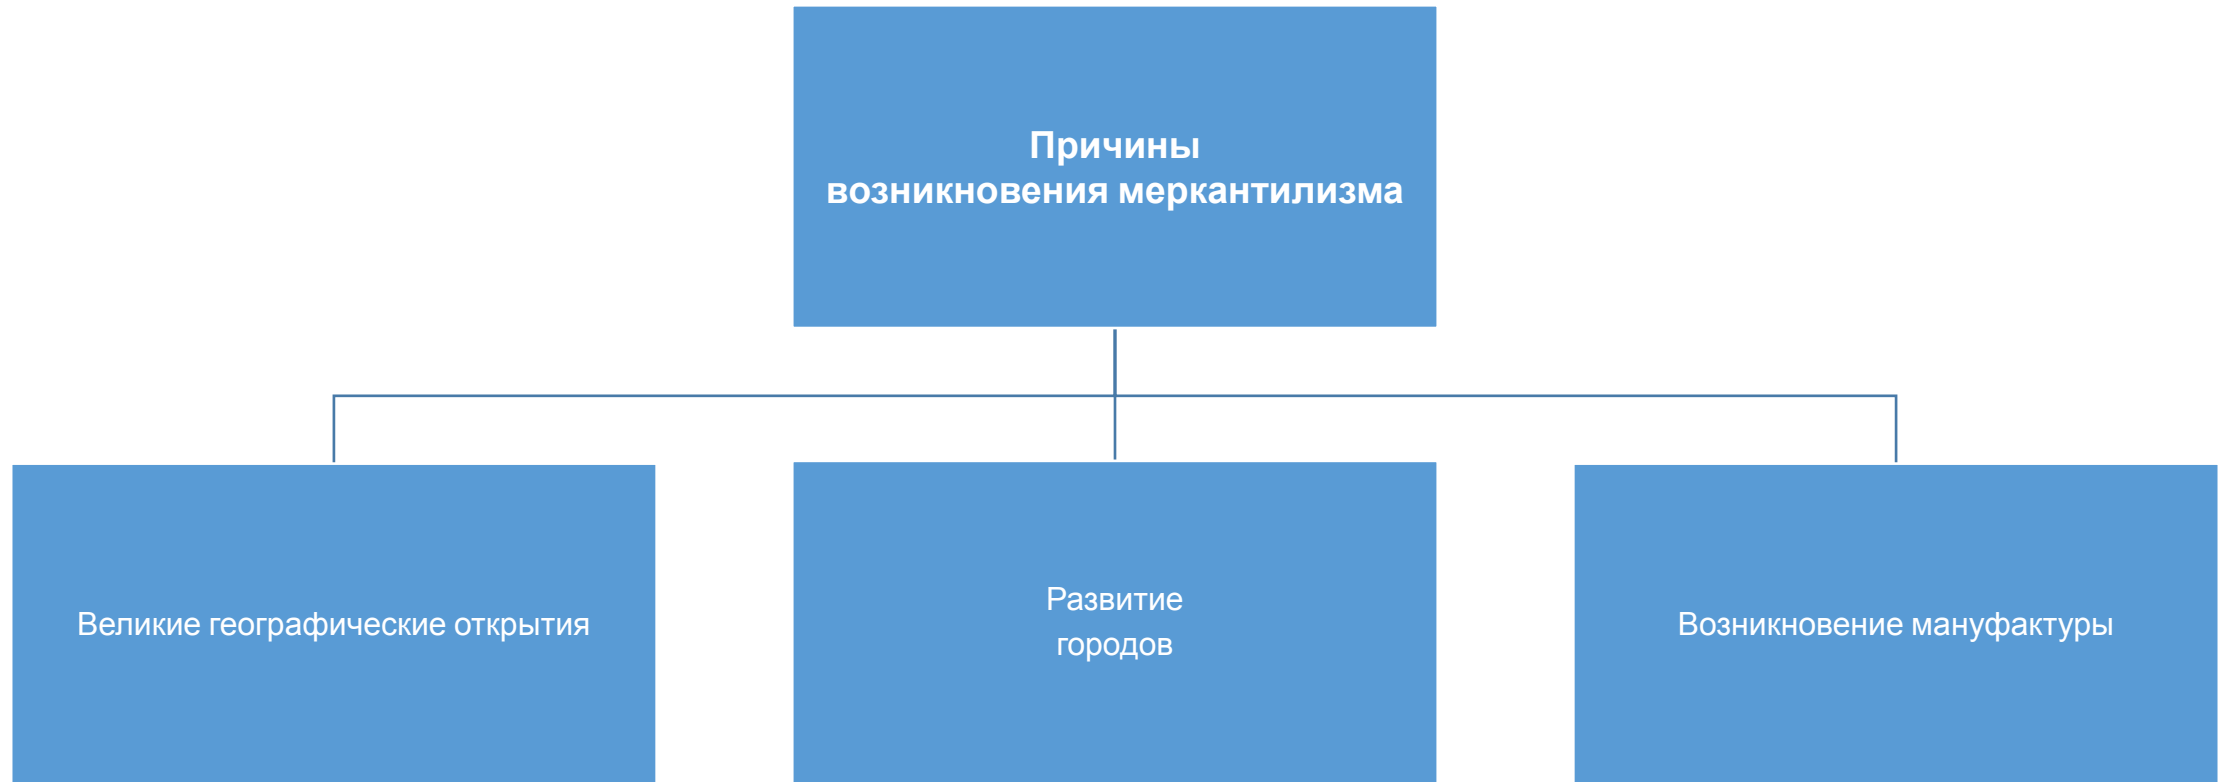 Причины
возникновения меркантилизма
Великие географические открытия
Развитие
городов
Возникновение мануфактуры